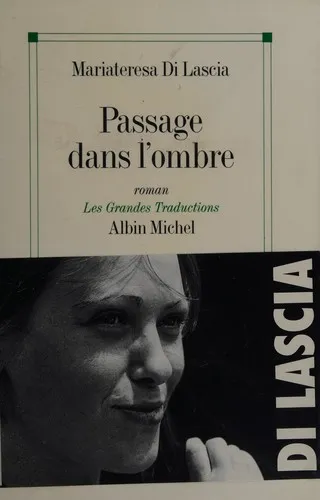 Mariateresa Di Lascia
Passage
dans l'ombre
roman
Les Grandes Traductions
Albin Michel
DI LASCIA